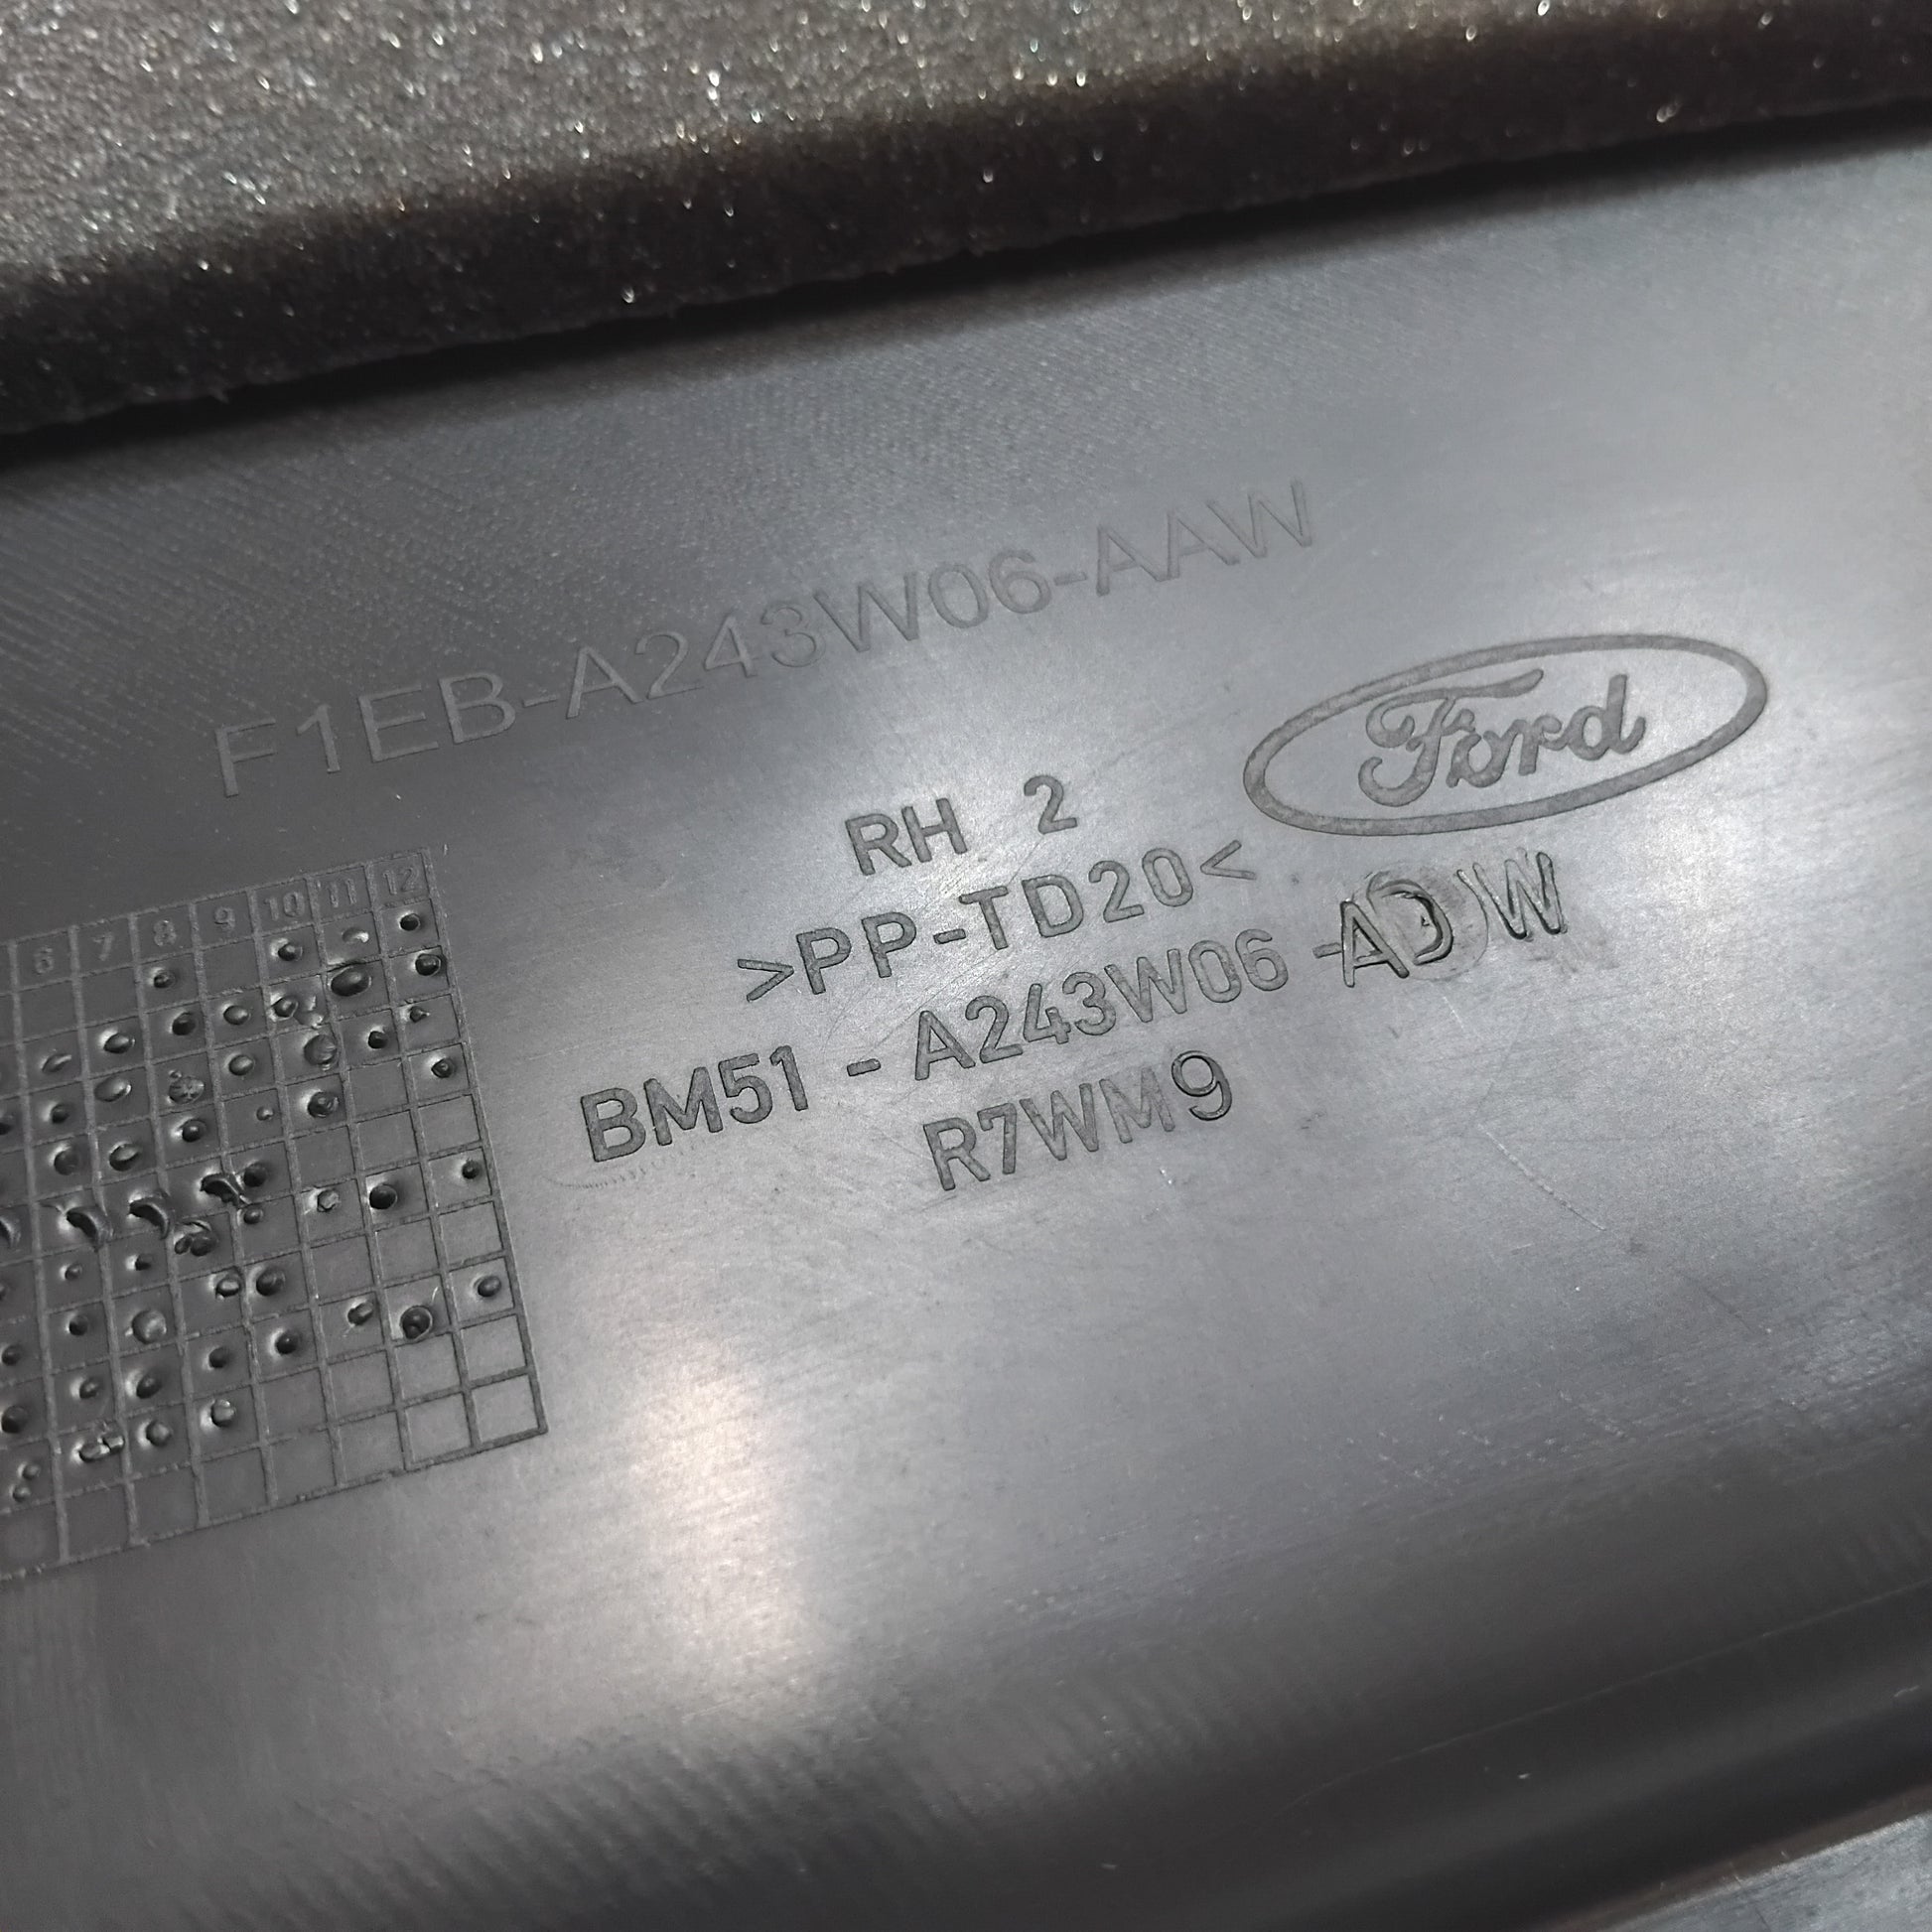 F1EB-A243W06-AAW
Ford
RH 2
>PP-TD20<
BM51 - A243W06 -ADW
R7WM9
6 7 8 9 10 11 12